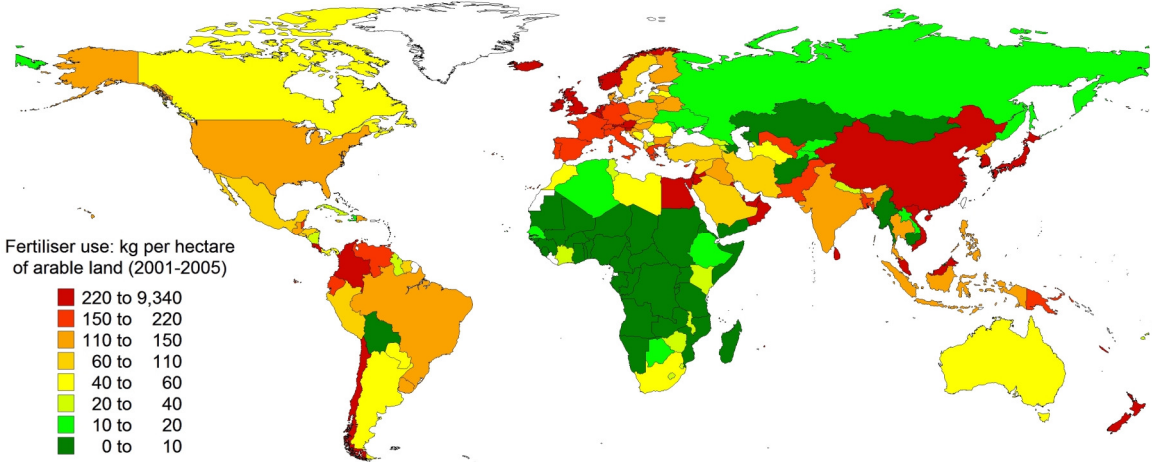 Fertiliser use: kg per hectare
of arable land (2001-2005)
220 to 9,340
150 to 220
110 to 150
60 to 110
40 to 60
20 to 40
10 to 20
0 to 10